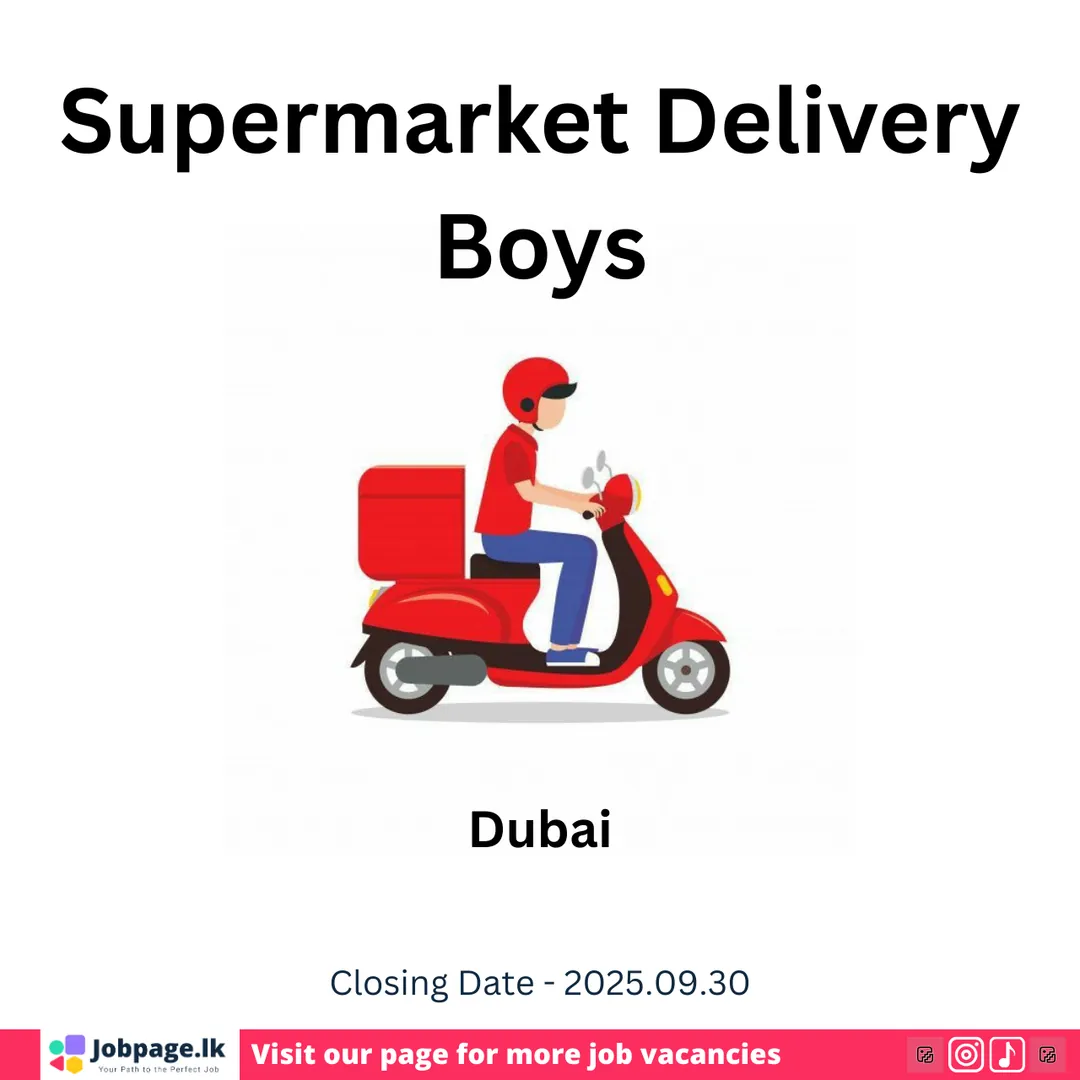 Supermarket Delivery
Boys
Dubai
Closing Date - 2025.09.30
Jobpage.lk
Your Path to the Perfect Job
Visit our page for more job vacancies